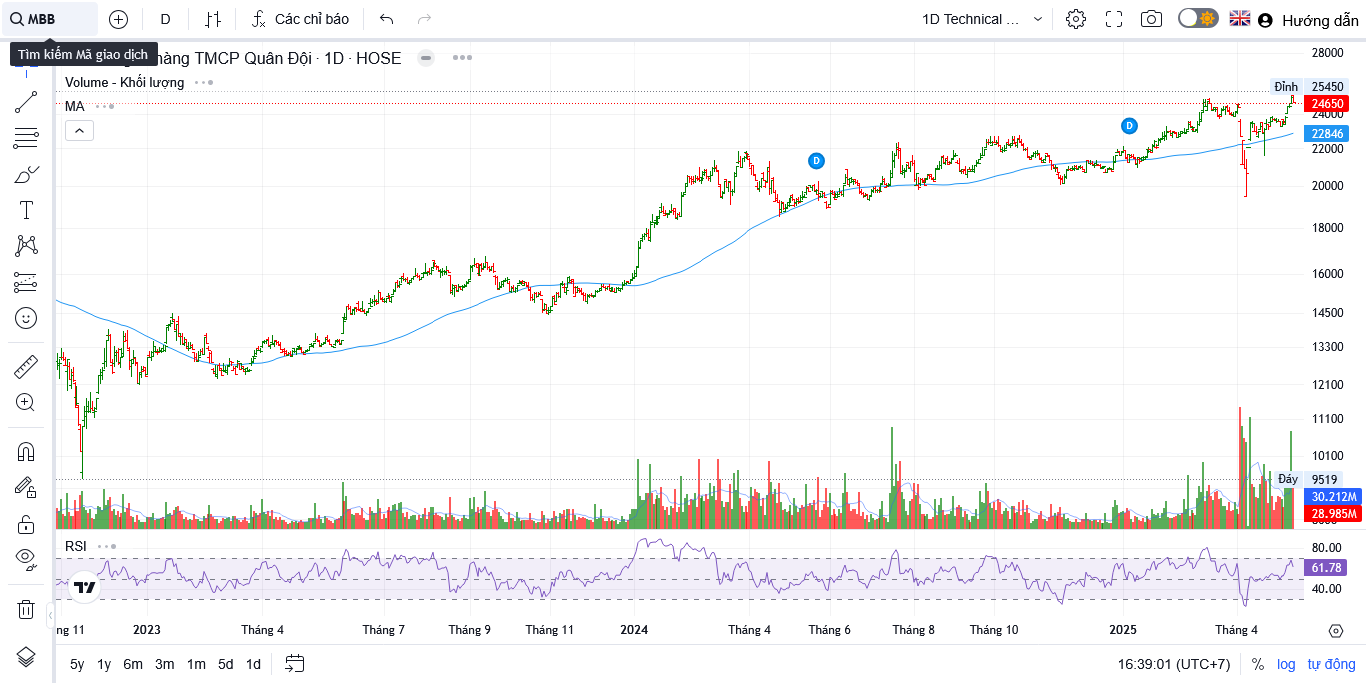 MBB
D
Các chỉ báo
1D Technical ...
Hướng dẫn
Tìm kiếm Mã giao dịch
hàng TMCP Quân Đội · 1D · HOSE
Volume - Khối lượng
MA
28000
Đỉnh 25450
24650
24000
22846
22000
20000
18000
16000
14500
13300
12100
11100
10100
Đáy 9519
30.212M
28.985M
D
D
RSI
80.00
61.78
40.00
ng 11 2023 Tháng 4 Tháng 7 Tháng 9 Tháng 11 2024 Tháng 4 Tháng 6 Tháng 8 Tháng 10 2025 Tháng 4
5y 1y 6m 3m 1m 5d 1d
16:39:01 (UTC+7) % log tự động